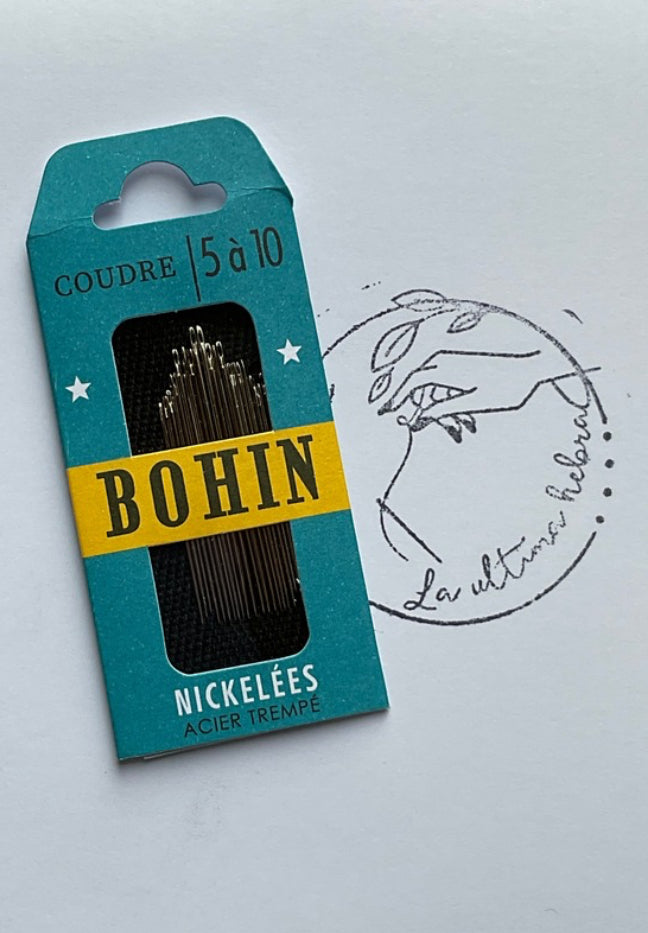 COUDRE | 5 à 10
BOHIN
NICKELÉES
ACIER TREMPÉ
La ultima hebra